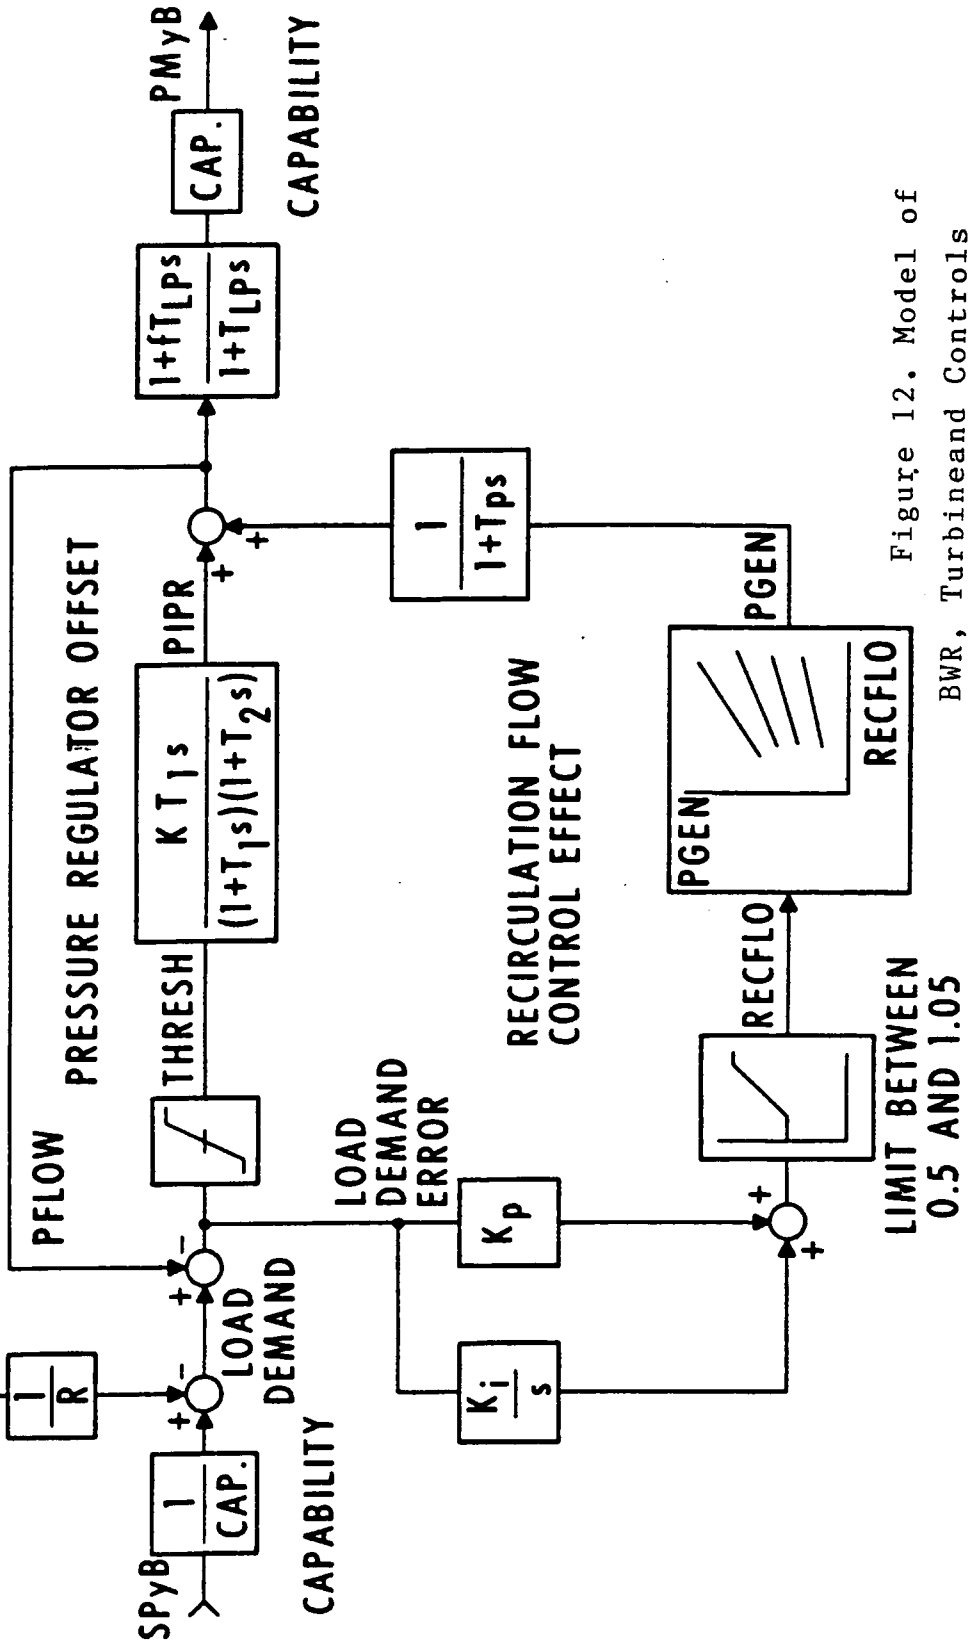 SPyB
1
CAP.
CAPABILITY
1
R
+
-
LOAD
DEMAND
+
-
PFLOW
THRESH
PRESSURE REGULATOR OFFSET
K T1s
(1+T1s)(1+T2s)
PIPR
+
+
1+fTLPs
1+TLPs
CAP.
PMyB
CAPABILITY
LOAD
DEMAND
ERROR
Kp
Ki
s
+
+
LIMIT BETWEEN
0.5 AND 1.05
RECFLO
RECIRCULATION FLOW
CONTROL EFFECT
PGEN
RECFLO
PGEN
1
1+Tps
Figure 12. Model of
BWR, Turbineand Controls